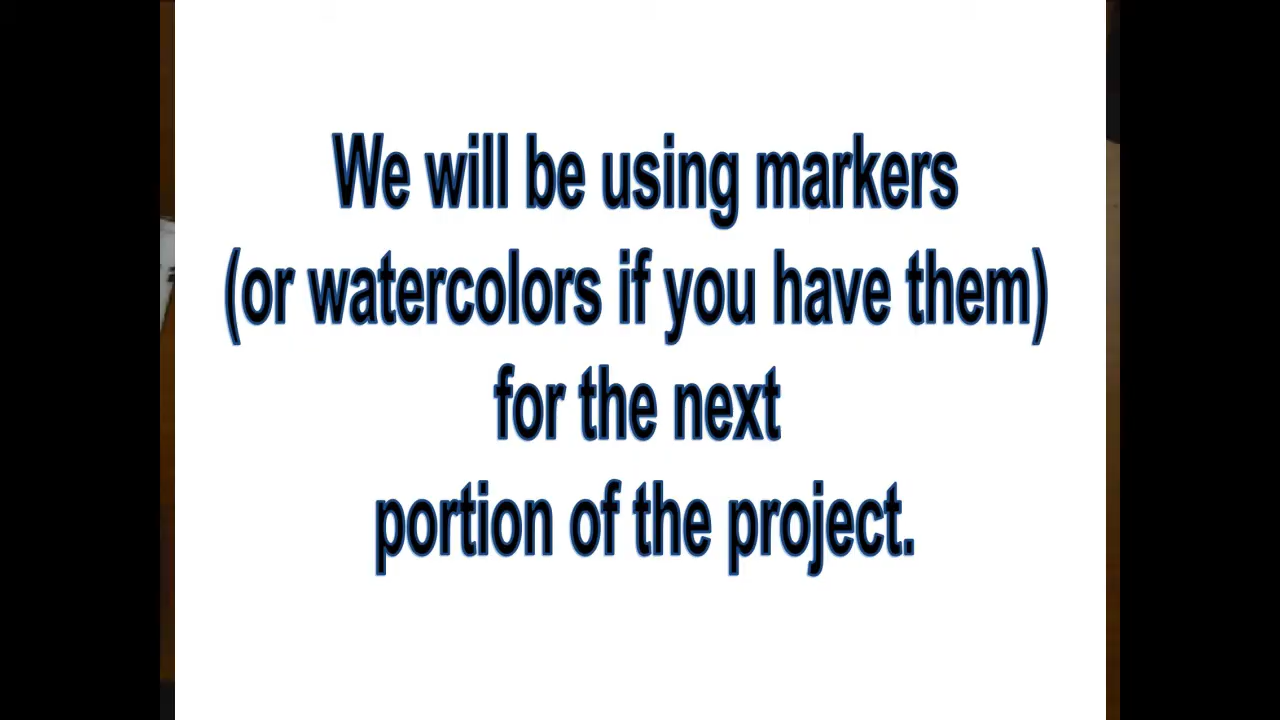 We will be using markers
(or watercolors if you have them)
for the next
portion of the project.